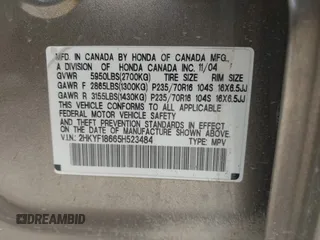 MFD. IN CANADA BY HONDA OF CANADA MFG.,
A DIVISION OF HONDA CANADA INC. 11/04
GVWR 5950LBS(2700KG) TIRE SIZE RIM SIZE
GAWR F 2865LBS(1300KG) P235/70R16 104S 16X6.5JJ
GAWR R 3155LBS(1430KG) P235/70R16 104S 16X6.5JJ
THIS VEHICLE CONFORMS TO ALL APPLICABLE
FEDERAL MOTOR VEHICLE SAFETY
AND THEFT PREVENTION STANDARDS IN EFFECT
ON THE DATE OF MANUFACTURE SHOWN ABOVE.
V.I.N.: 2HKYF18665H523484
TYPE: MPV
DREAMBID